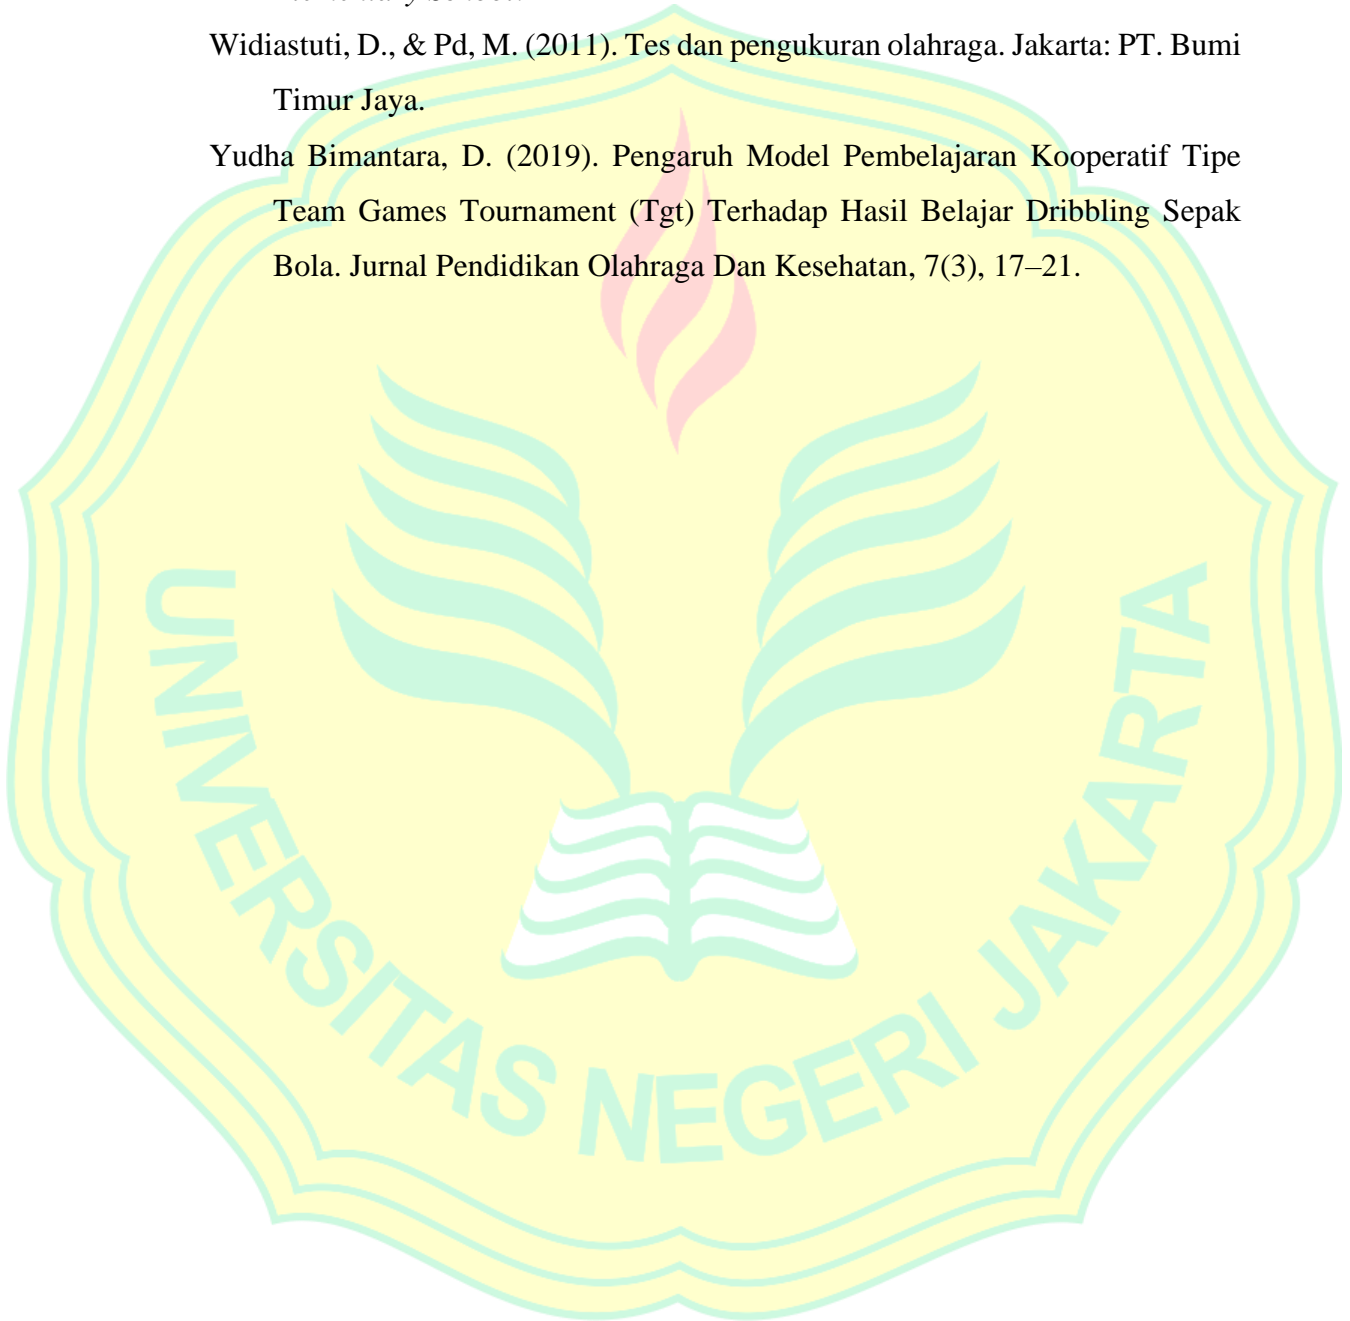 Widiastuti, D., & Pd, M. (2011). Tes dan pengukuran olahraga. Jakarta: PT. Bumi
Timur Jaya.
Yudha Bimantara, D. (2019). Pengaruh Model Pembelajaran Kooperatif Tipe
Team Games Tournament (Tgt) Terhadap Hasil Belajar Dribbling Sepak
Bola. Jurnal Pendidikan Olahraga Dan Kesehatan, 7(3), 17–21.
UNIVERSITAS NEGERI JAKARTA